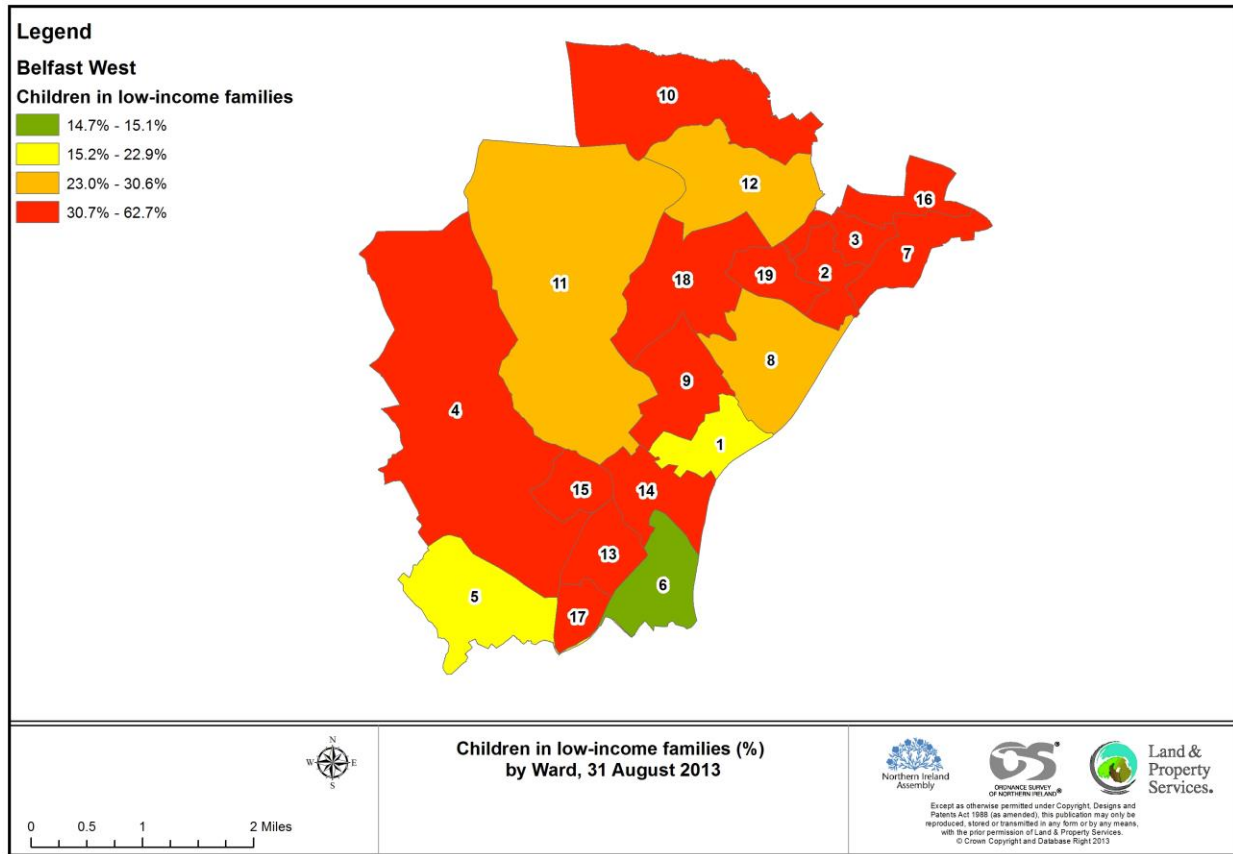 Legend
Belfast West
Children in low-income families
14.7% - 15.1%
15.2% - 22.9%
23.0% - 30.6%
30.7% - 62.7%
10
12
16
3
7
11
18
19
2
8
9
4
1
15
14
13
6
5
17
N
W
E
S
0 0.5 1 2 Miles
Children in low-income families (%)
by Ward, 31 August 2013
Northern Ireland
Assembly
OS®
ORDNANCE SURVEY
OF NORTHERN IRELAND®
Land &
Property
Services.
Except as otherwise permitted under Copyright, Designs and
Patents Act 1988 (as amended), this publication may only be
reproduced, stored or transmitted in any form or by any means,
with the prior permission of Land & Property Services.
© Crown Copyright and Database Right 2013